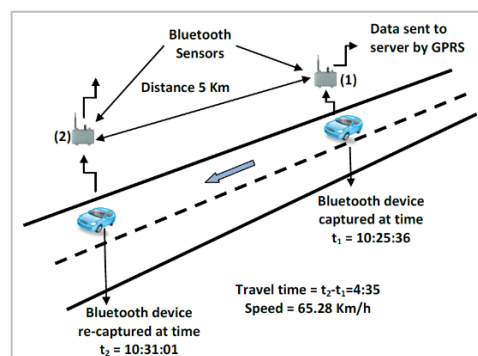 Bluetooth
Sensors
Data sent to
server by GPRS
(1)
Distance 5 Km
(2)
Bluetooth device
captured at time
t₁ = 10:25:36
Travel time = t₂-t₁=4:35
Speed = 65.28 Km/h
Bluetooth device
re-captured at time
t₂ = 10:31:01